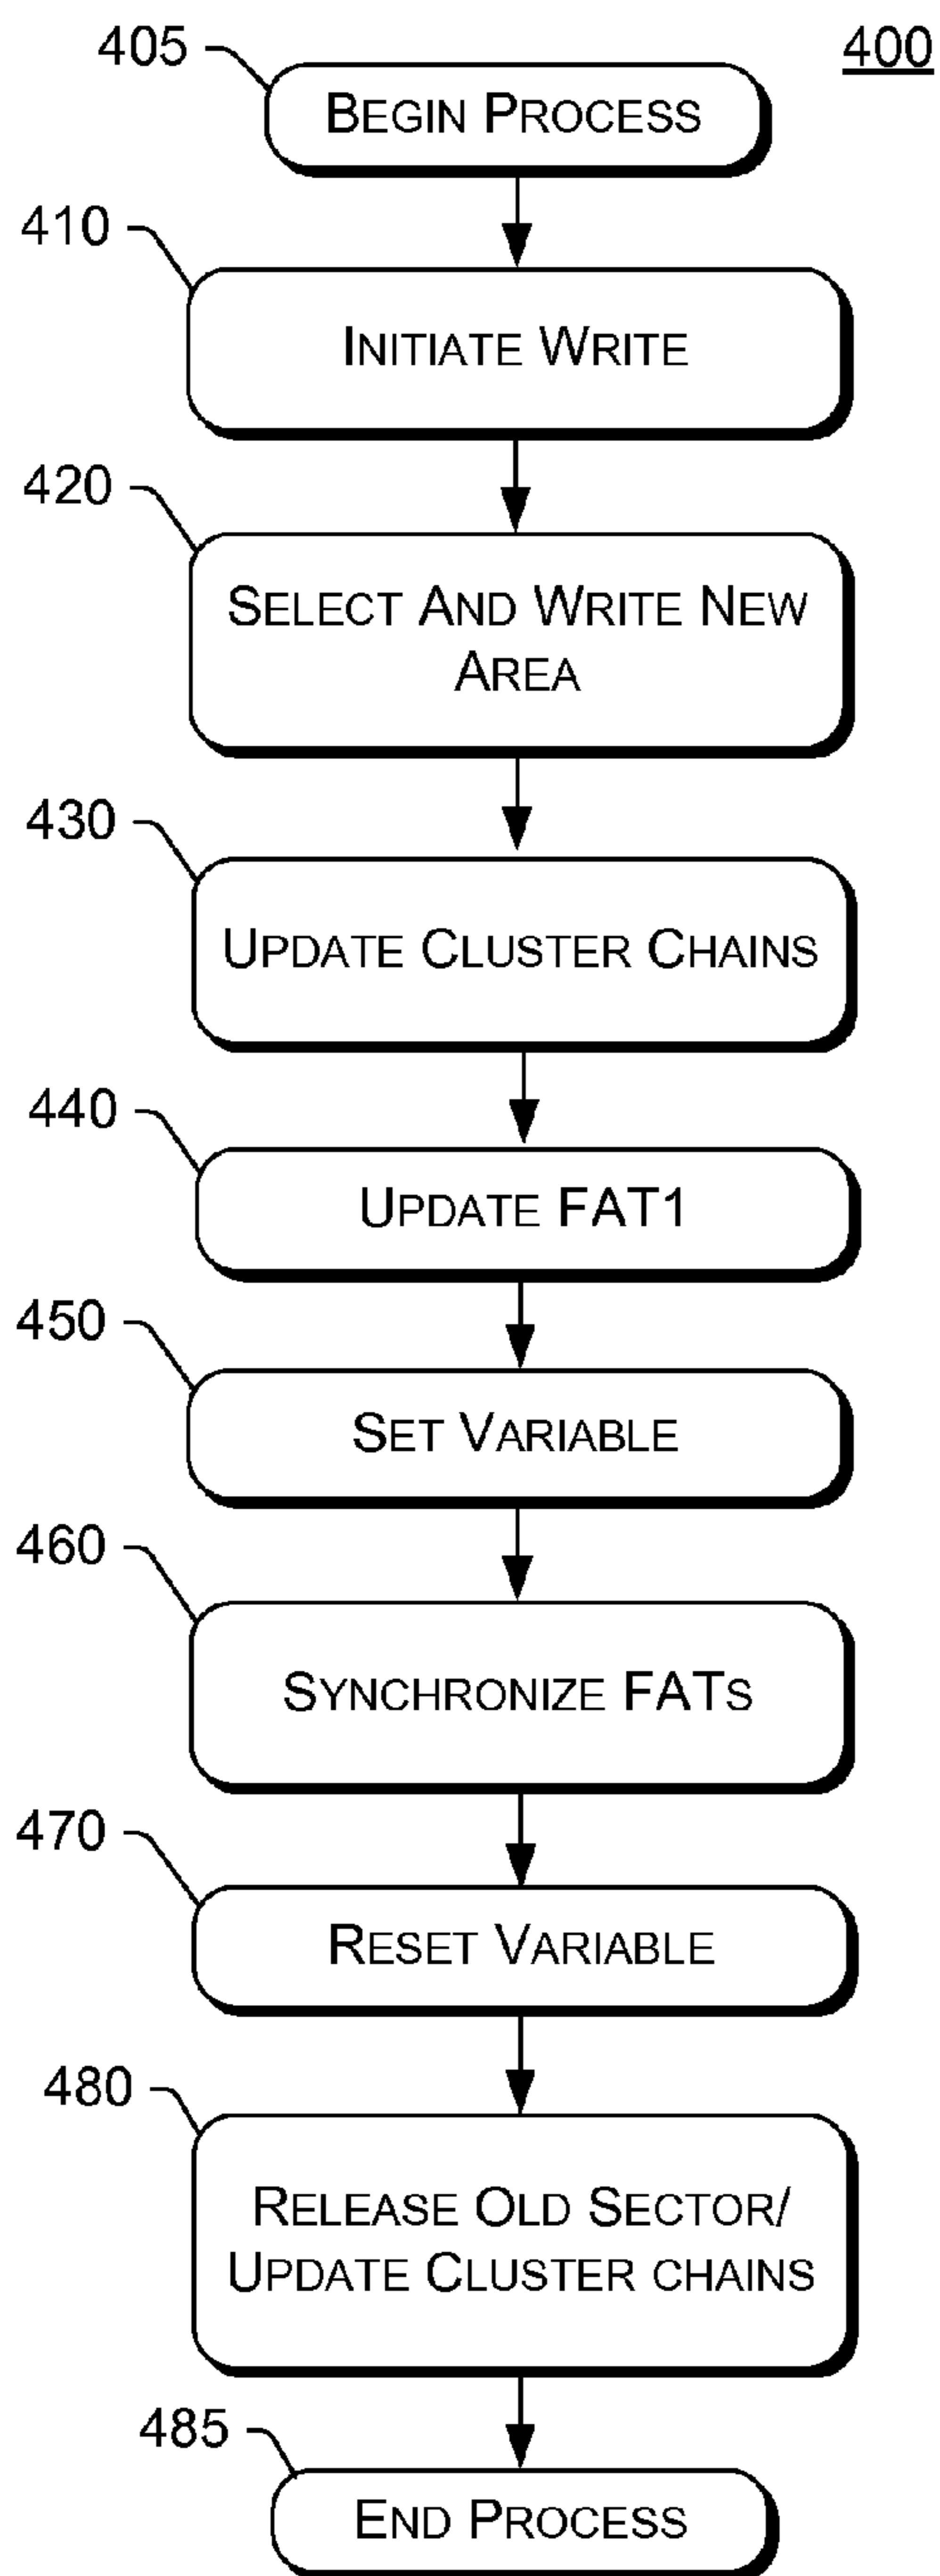 400
405
BEGIN PROCESS
410
INITIATE WRITE
420
SELECT AND WRITE NEW
AREA
430
UPDATE CLUSTER CHAINS
440
UPDATE FAT1
450
SET VARIABLE
460
SYNCHRONIZE FATS
470
RESET VARIABLE
480
RELEASE OLD SECTOR/
UPDATE CLUSTER CHAINS
485
END PROCESS